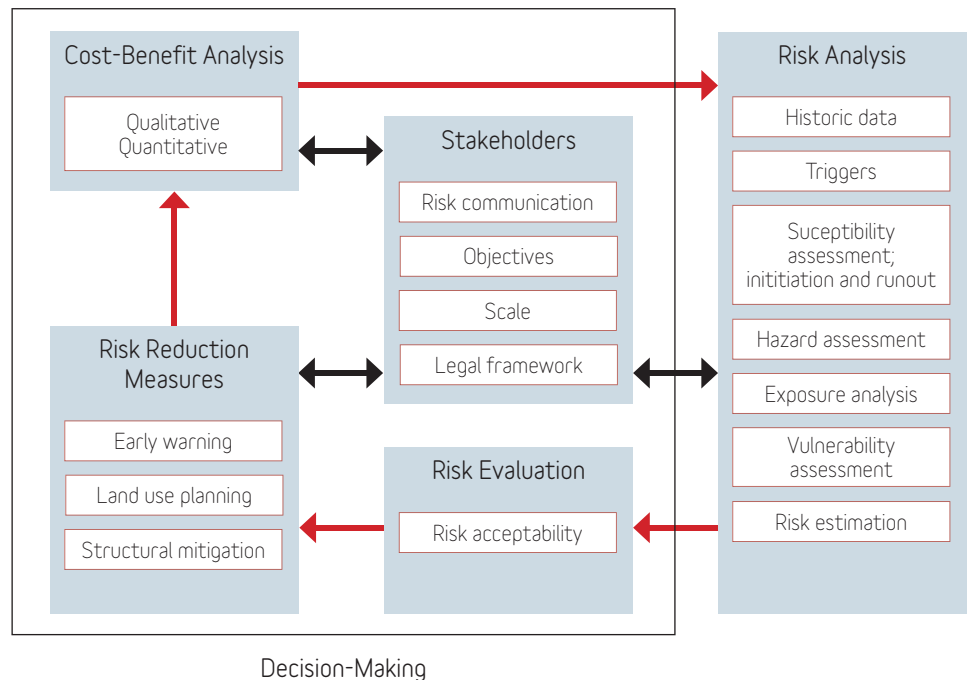 Cost-Benefit Analysis
Qualitative
Quantitative
Stakeholders
Risk communication
Objectives
Scale
Legal framework
Risk Reduction
Measures
Early warning
Land use planning
Structural mitigation
Risk Evaluation
Risk acceptability
Risk Analysis
Historic data
Triggers
Suceptibility
assessment;
inititiation and runout
Hazard assessment
Exposure analysis
Vulnerability
assessment
Risk estimation
Decision-Making